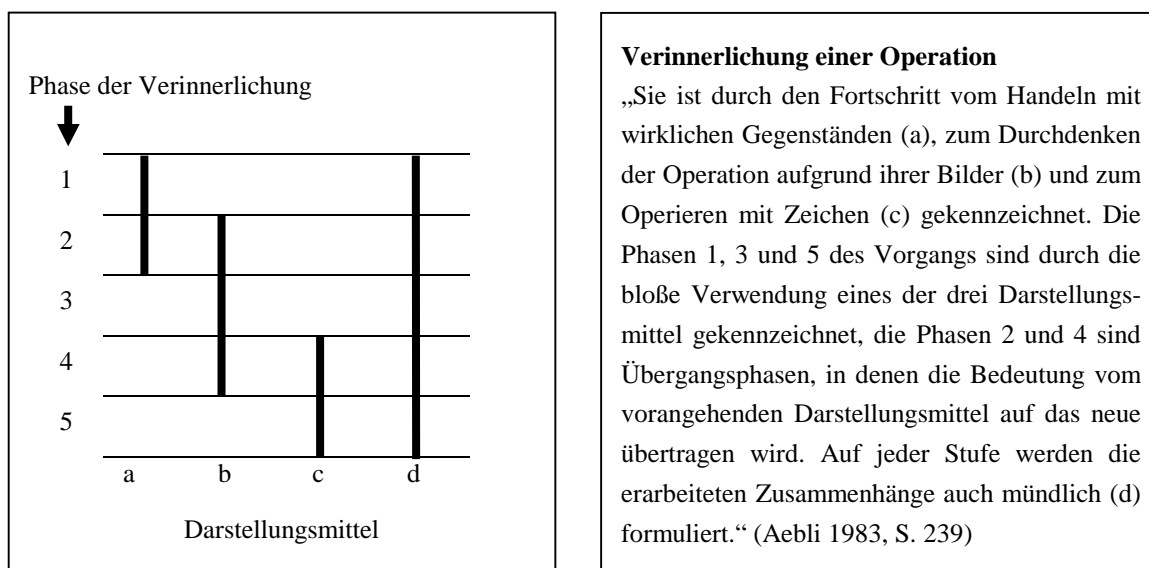 Phase der Verinnerlichung
1
2
3
4
5
a b c d
Darstellungsmittel
Verinnerlichung einer Operation
„Sie ist durch den Fortschritt vom Handeln mit
wirklichen Gegenständen (a), zum Durchdenken
der Operation aufgrund ihrer Bilder (b) und zum
Operieren mit Zeichen (c) gekennzeichnet. Die
Phasen 1, 3 und 5 des Vorgangs sind durch die
bloße Verwendung eines der drei Darstellungs-
mittel gekennzeichnet, die Phasen 2 und 4 sind
Übergangsphasen, in denen die Bedeutung vom
vorangehenden Darstellungsmittel auf das neue
übertragen wird. Auf jeder Stufe werden die
erarbeiteten Zusammenhänge auch mündlich (d)
formuliert.“ (Aebli 1983, S. 239)